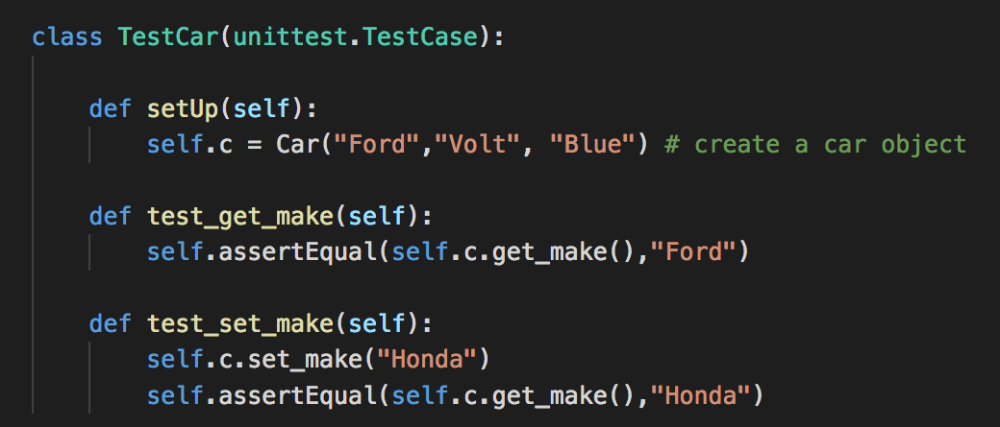 class TestCar(unittest.TestCase):
def setUp(self):
self.c = Car("Ford","Volt", "Blue") # create a car object
def test_get_make(self):
self.assertEqual(self.c.get_make(),"Ford")
def test_set_make(self):
self.c.set_make("Honda")
self.assertEqual(self.c.get_make(),"Honda")